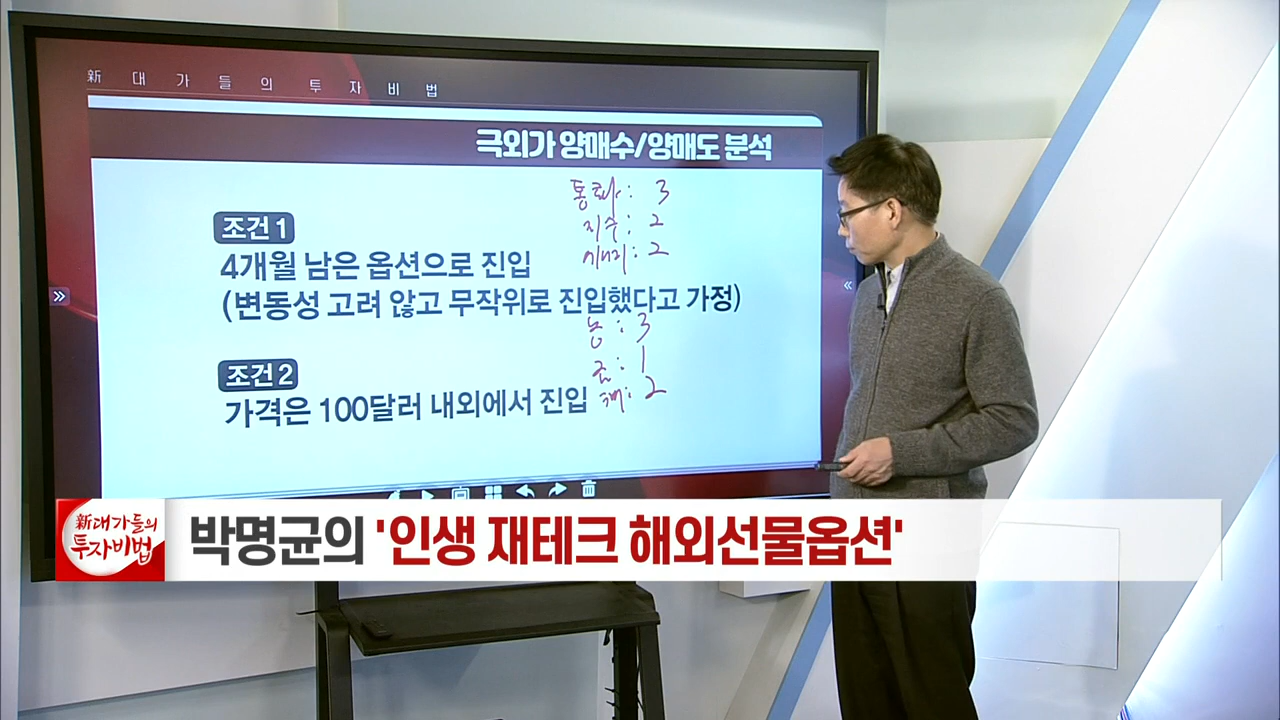 新 대 가 들 의 투 자 비 법
극외가 양매수/양매도 분석
통화: 3
지수: 2
에너지: 2
조건 1
4개월 남은 옵션으로 진입
(변동성 고려 않고 무작위로 진입했다고 가정)
농: 3
금: 1
채: 2
조건 2
가격은 100달러 내외에서 진입
新대가들의
투자비법
박명균의 '인생 재테크 해외선물옵션'